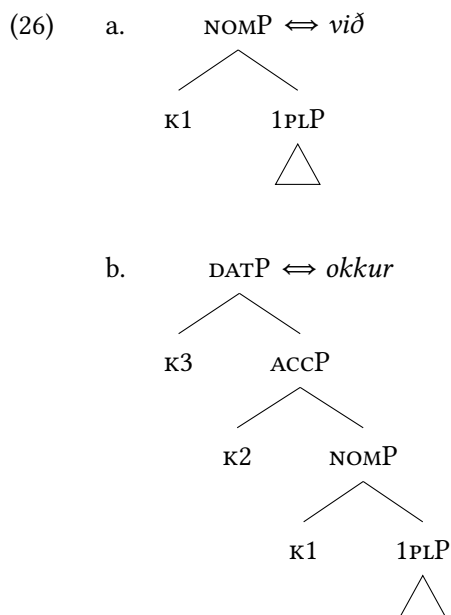 (26) a. NOMP ⇔ við
K1 1PLP
b. DATP ⇔ okkur
K3 ACCP
K2 NOMP
K1 1PLP